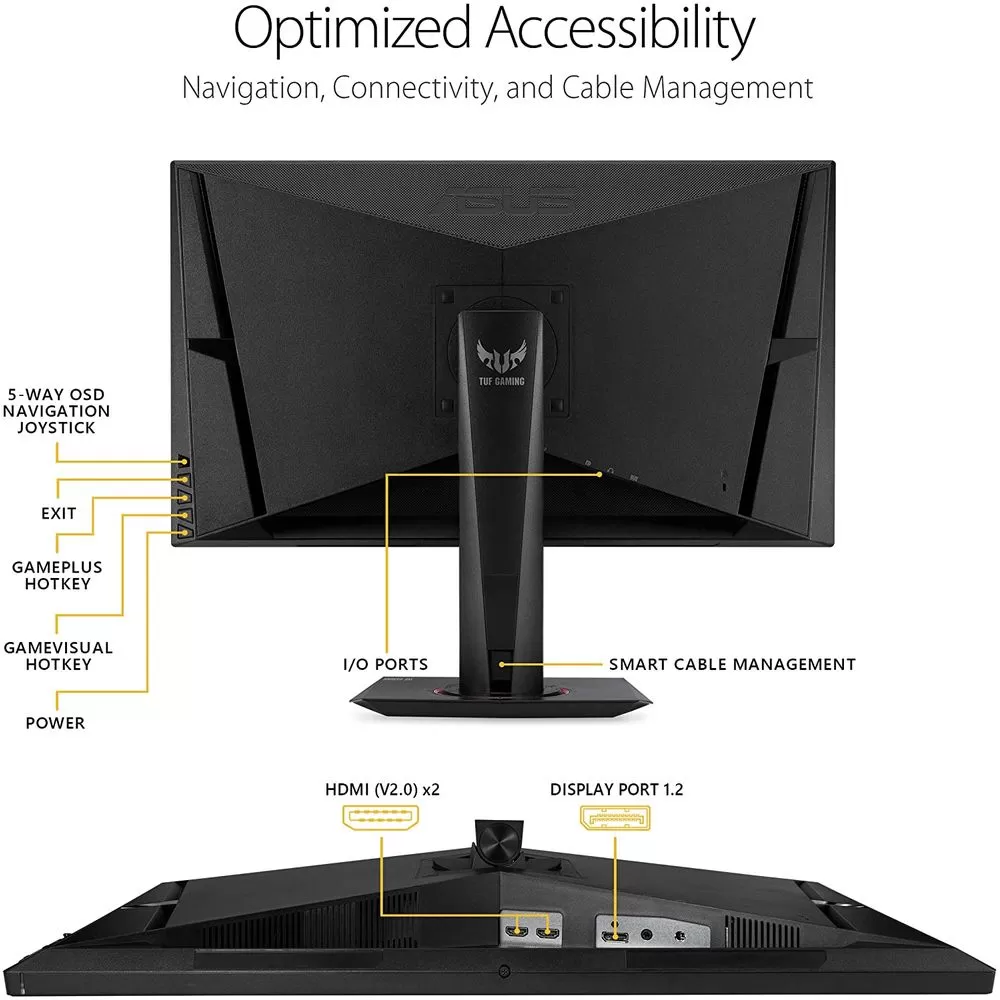 Optimized Accessibility
Navigation, Connectivity, and Cable Management
ASUS
TUF GAMING
5-WAY OSD
NAVIGATION
JOYSTICK
EXIT
GAMEPLUS
HOTKEY
GAMEVISUAL
HOTKEY
POWER
I/O PORTS
SMART CABLE MANAGEMENT
HDMI (V2.0) x2
DISPLAY PORT 1.2